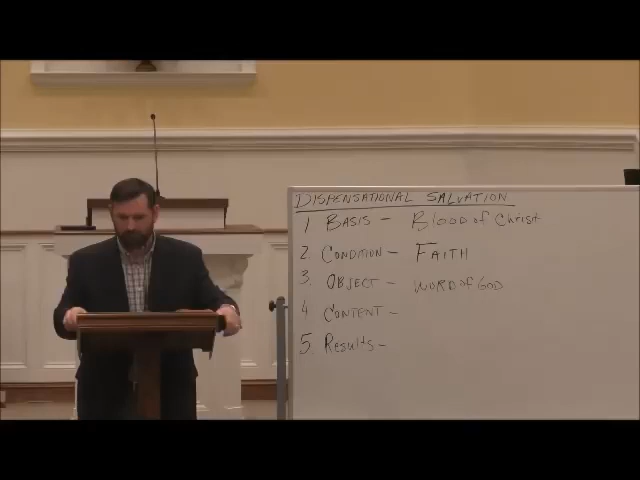 DISPENSATIONAL SALVATION
1 BASIS - Blood of Christ
2. CONDITION - FAITH
3. OBJECT - WORD OF GOD
4 CONTENT -
5. Results -